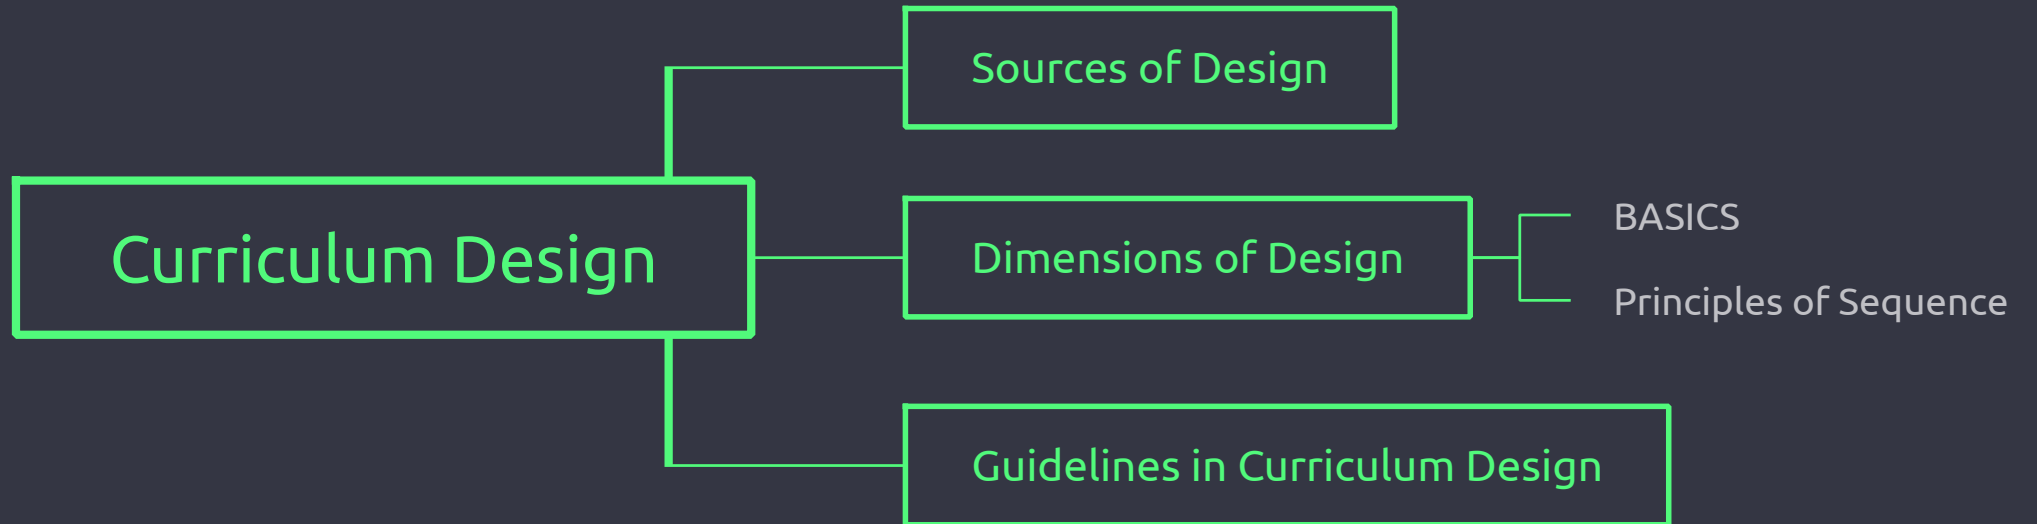 Sources of Design
Curriculum Design
Dimensions of Design
BASICS
Principles of Sequence
Guidelines in Curriculum Design